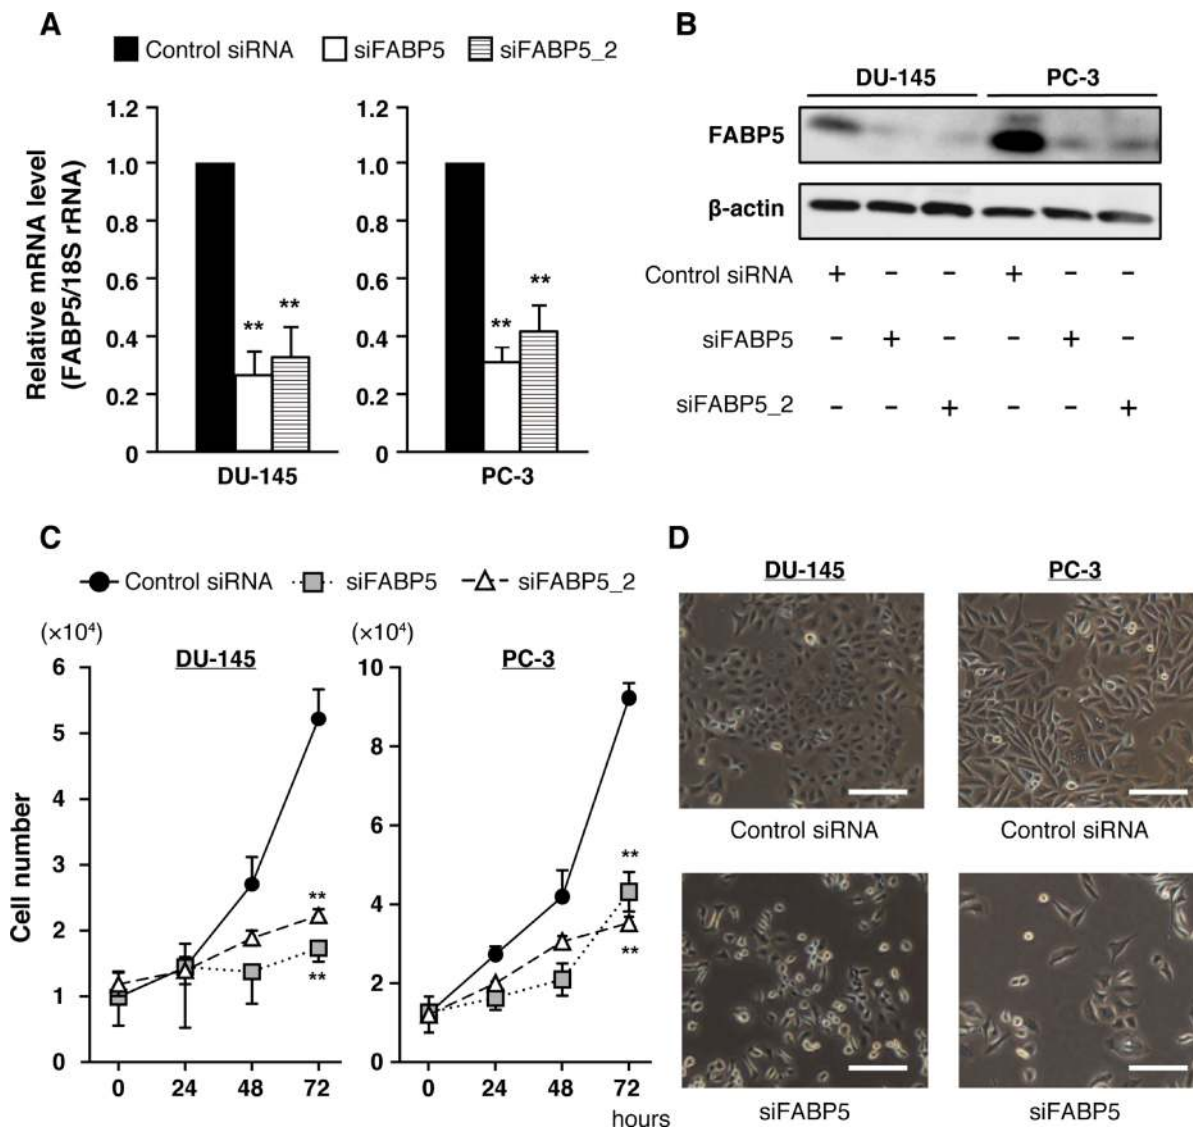 A
Control siRNA siFABP5 siFABP5_2
Relative mRNA level
(FABP5/18S rRNA)
1.2
1.0
0.8
0.6
0.4
0.2
0
** **
DU-145
1.2
1.0
0.8
0.6
0.4
0.2
0
** **
PC-3
B
DU-145 PC-3
FABP5
β-actin
Control siRNA + − − + − −
siFABP5 − + − − + −
siFABP5_2 − − + − − +
C
Control siRNA siFABP5 siFABP5_2
Cell number
(×10⁴)
DU-145
6
5
4
3
2
1
0
**
**
0 24 48 72
(×10⁴)
PC-3
10
8
6
4
2
0
**
**
0 24 48 72
hours
D
DU-145 PC-3
Control siRNA Control siRNA
siFABP5 siFABP5